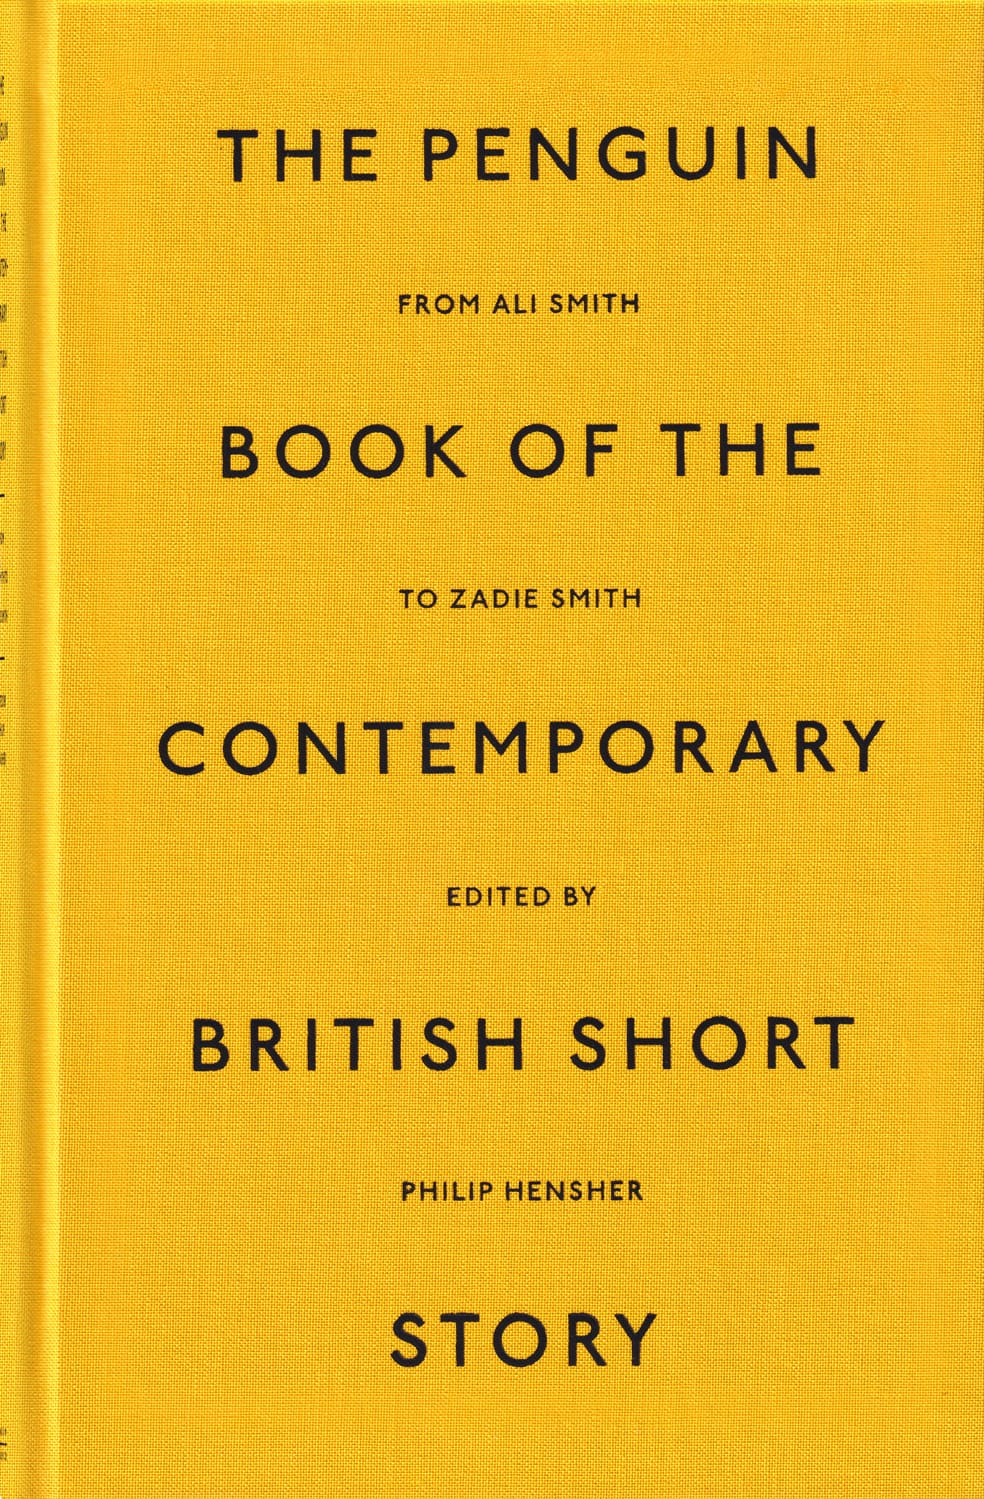 THE PENGUIN
FROM ALI SMITH
BOOK OF THE
TO ZADIE SMITH
CONTEMPORARY
EDITED BY
BRITISH SHORT
PHILIP HENSHER
STORY